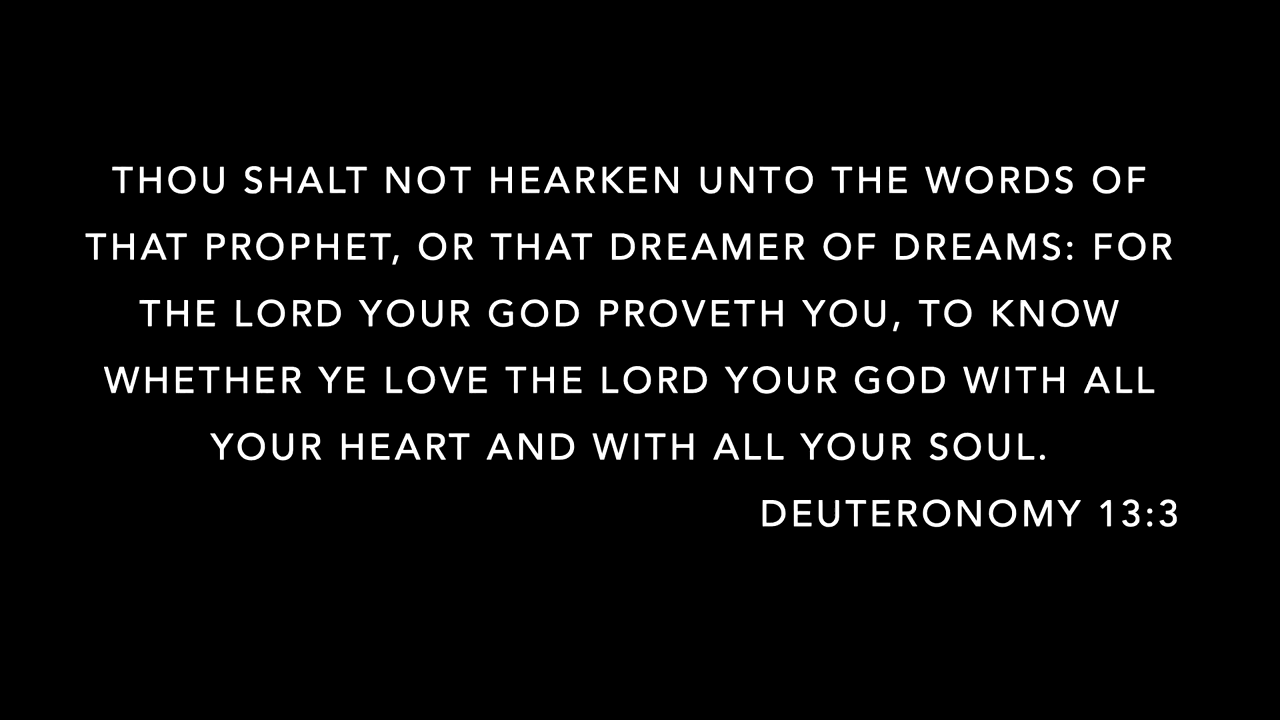 THOU SHALT NOT HEARKEN UNTO THE WORDS OF
THAT PROPHET, OR THAT DREAMER OF DREAMS: FOR
THE LORD YOUR GOD PROVETH YOU, TO KNOW
WHETHER YE LOVE THE LORD YOUR GOD WITH ALL
YOUR HEART AND WITH ALL YOUR SOUL.
DEUTERONOMY 13:3